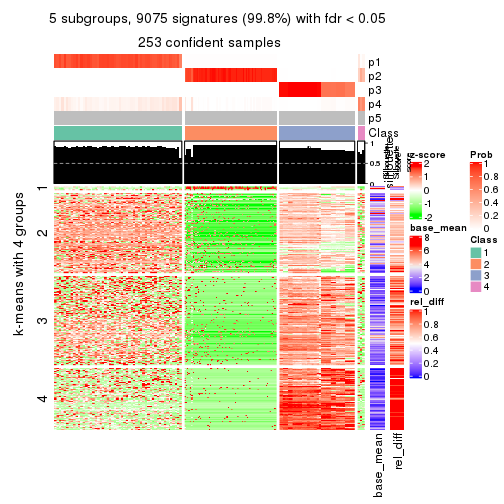 5 subgroups, 9075 signatures (99.8%) with fdr < 0.05
253 confident samples
p1
p2
p3
p4
p5
Class
1
0.5
0
k-means with 4 groups
1
2
3
4
base_mean
rel_diff
z-score
2
1
0
-1
-2
base_mean
8
6
4
2
0
rel_diff
1
0.8
0.6
0.4
0.2
0
Prob
1
0.8
0.6
0.4
0.2
0
Class
1
2
3
4